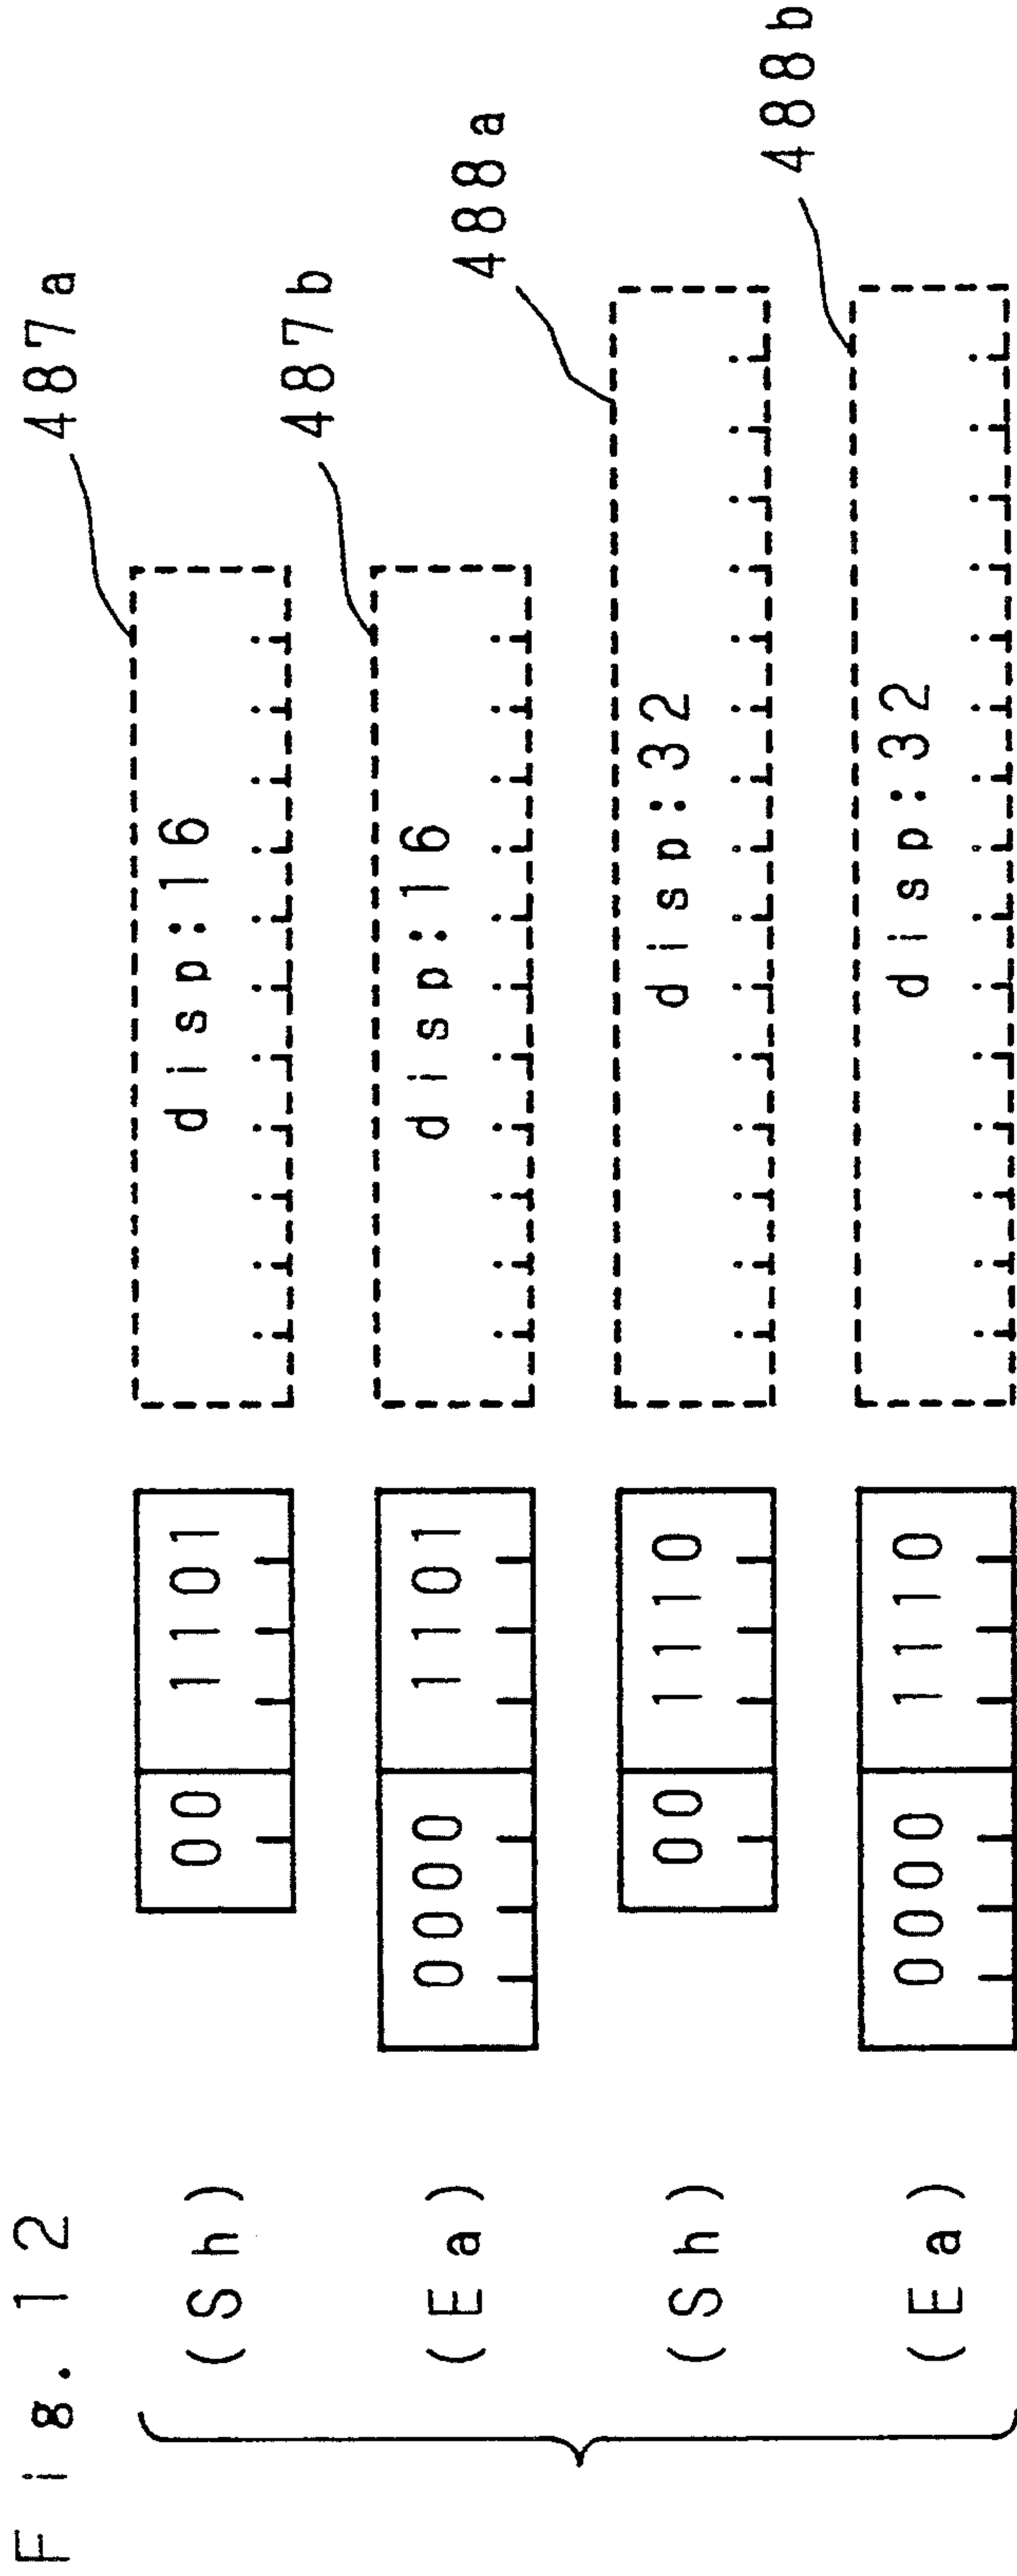 Fig. 12
(Sh) 00 1101 disp:16 487a
(Ea) 0000 1101 disp:16 487b
(Sh) 00 1110 disp:32 488a
(Ea) 0000 1110 disp:32 488b